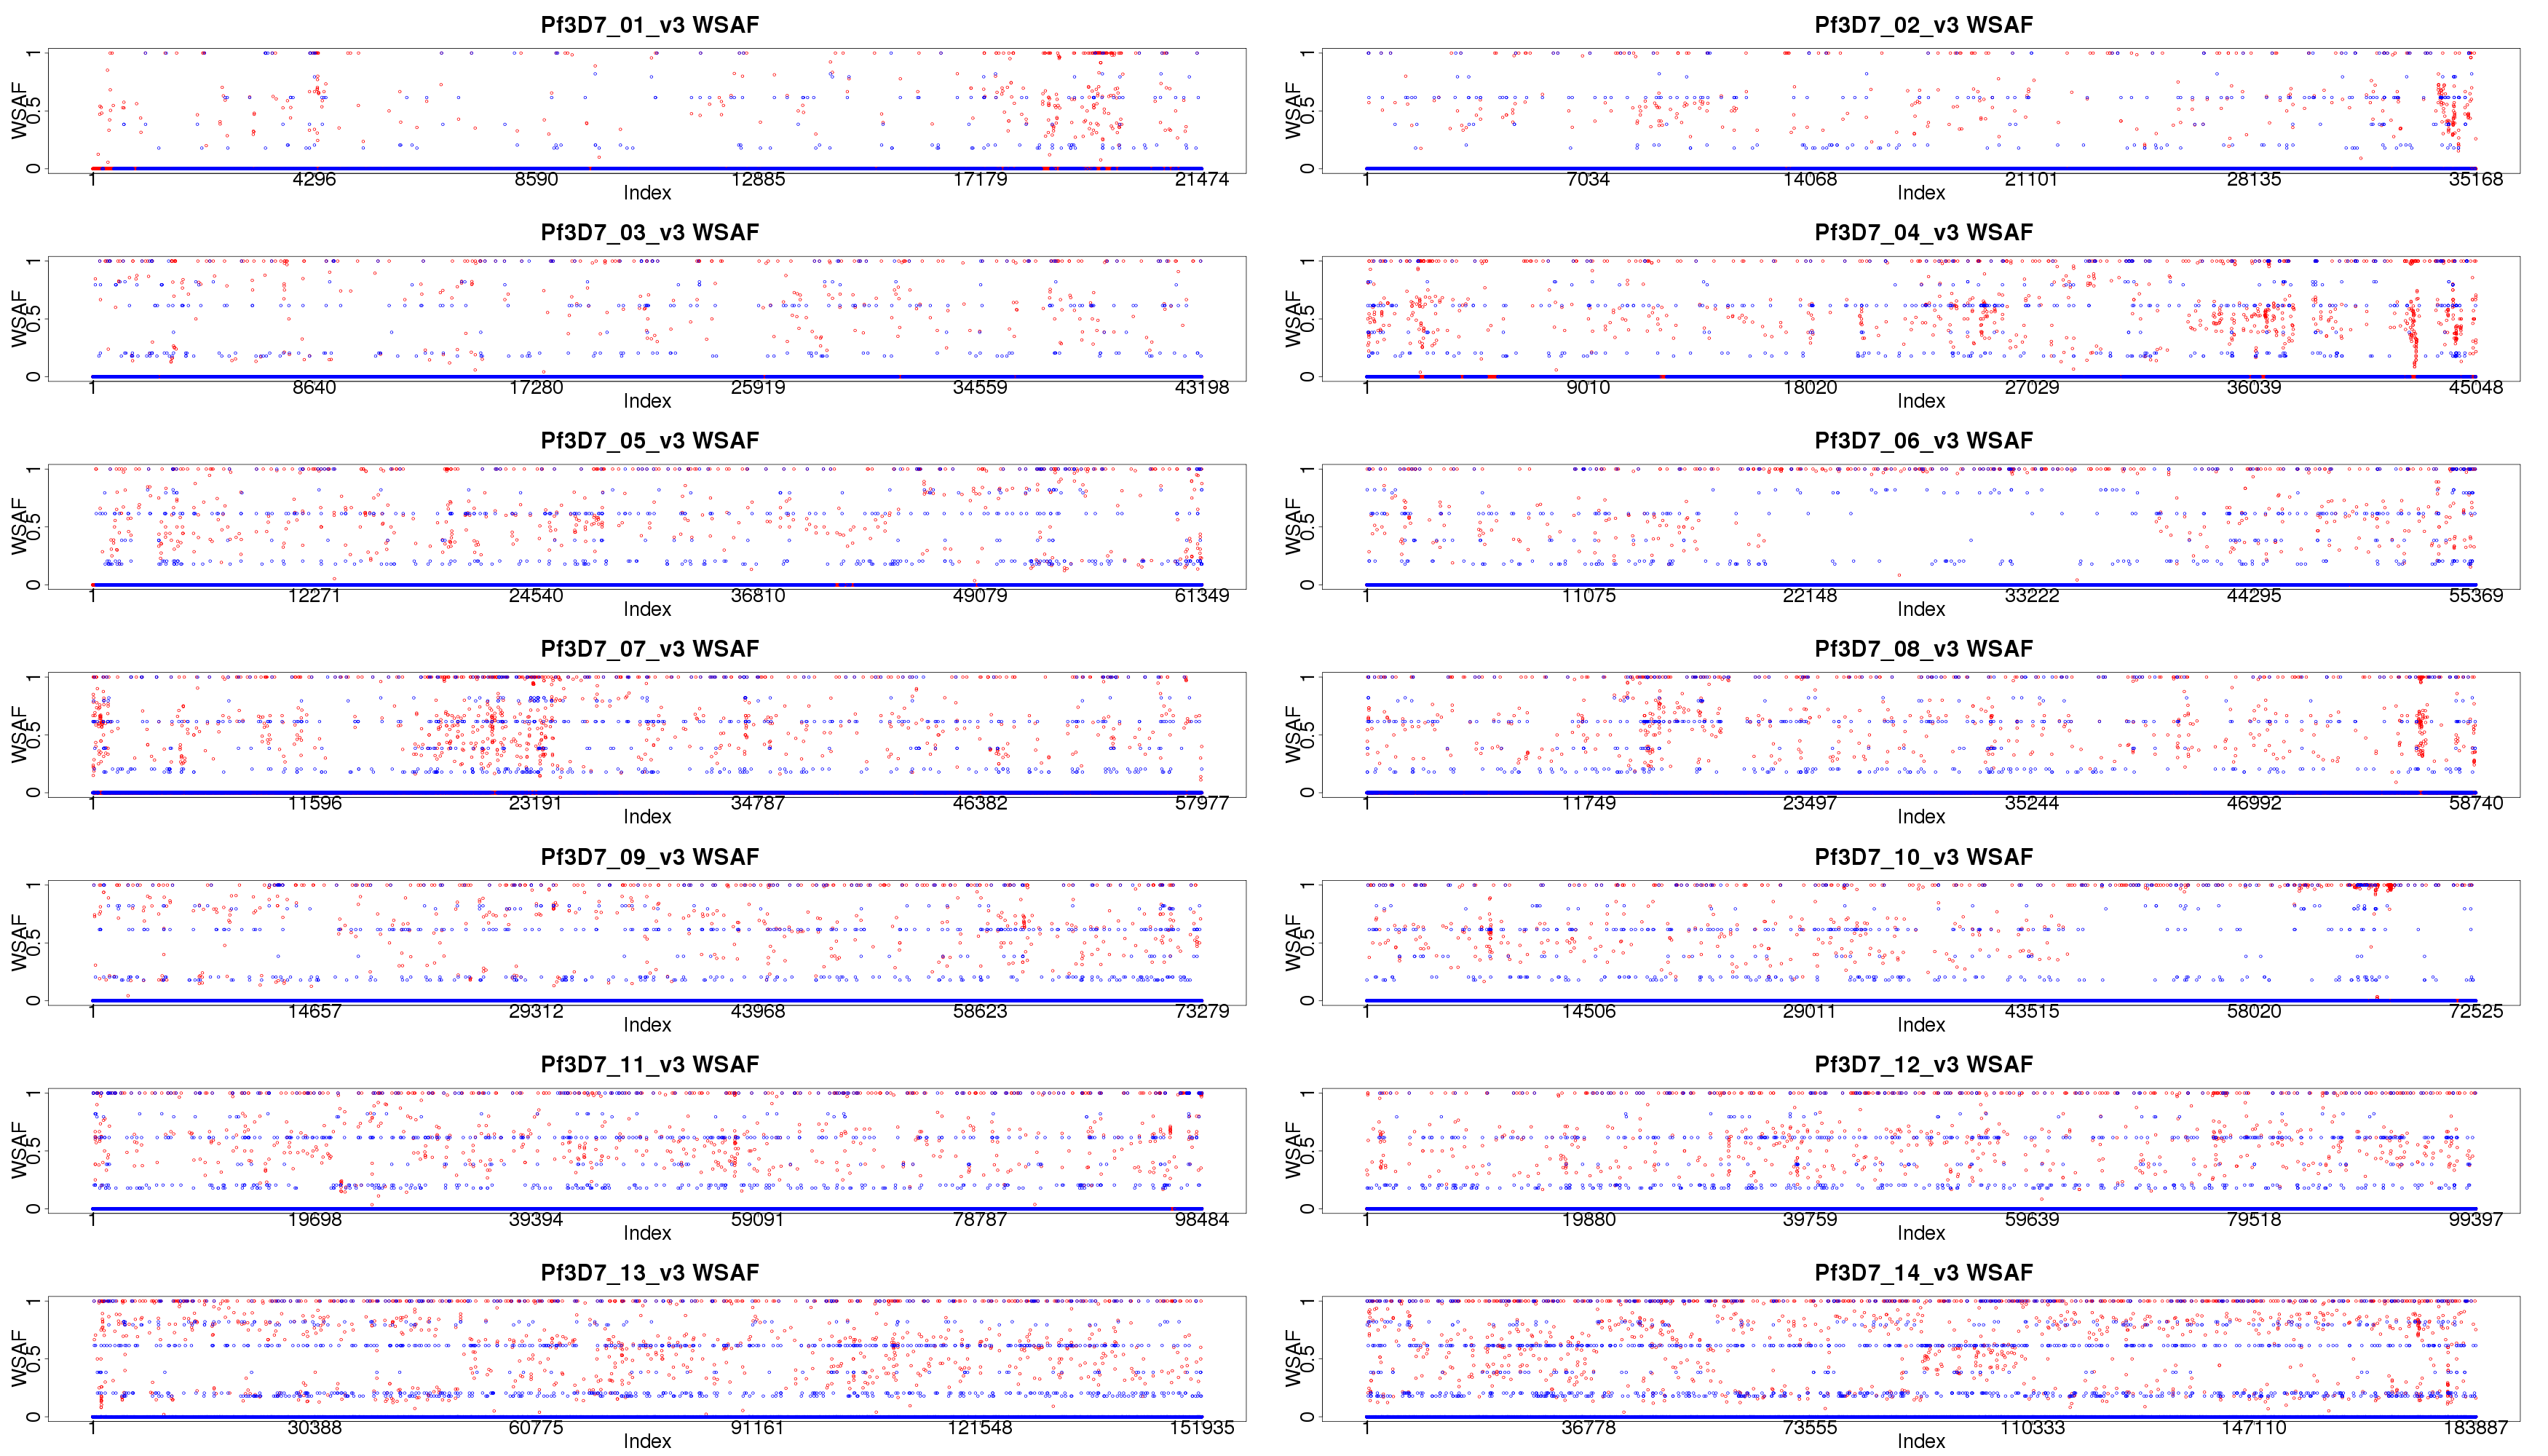 Pf3D7_01_v3 WSAF
WSAF
0 0.5 1
1 4296 8590 12885 17179 21474
Index
Pf3D7_02_v3 WSAF
WSAF
0 0.5 1
1 7034 14068 21101 28135 35168
Index
Pf3D7_03_v3 WSAF
WSAF
0 0.5 1
1 8640 17280 25919 34559 43198
Index
Pf3D7_04_v3 WSAF
WSAF
0 0.5 1
1 9010 18020 27029 36039 45048
Index
Pf3D7_05_v3 WSAF
WSAF
0 0.5 1
1 12271 24540 36810 49079 61349
Index
Pf3D7_06_v3 WSAF
WSAF
0 0.5 1
1 11075 22148 33222 44295 55369
Index
Pf3D7_07_v3 WSAF
WSAF
0 0.5 1
1 11596 23191 34787 46382 57977
Index
Pf3D7_08_v3 WSAF
WSAF
0 0.5 1
1 11749 23497 35244 46992 58740
Index
Pf3D7_09_v3 WSAF
WSAF
0 0.5 1
1 14657 29312 43968 58623 73279
Index
Pf3D7_10_v3 WSAF
WSAF
0 0.5 1
1 14506 29011 43515 58020 72525
Index
Pf3D7_11_v3 WSAF
WSAF
0 0.5 1
1 19698 39394 59091 78787 98484
Index
Pf3D7_12_v3 WSAF
WSAF
0 0.5 1
1 19880 39759 59639 79518 99397
Index
Pf3D7_13_v3 WSAF
WSAF
0 0.5 1
1 30388 60775 91161 121548 151935
Index
Pf3D7_14_v3 WSAF
WSAF
0 0.5 1
1 36778 73555 110333 147110 183887
Index